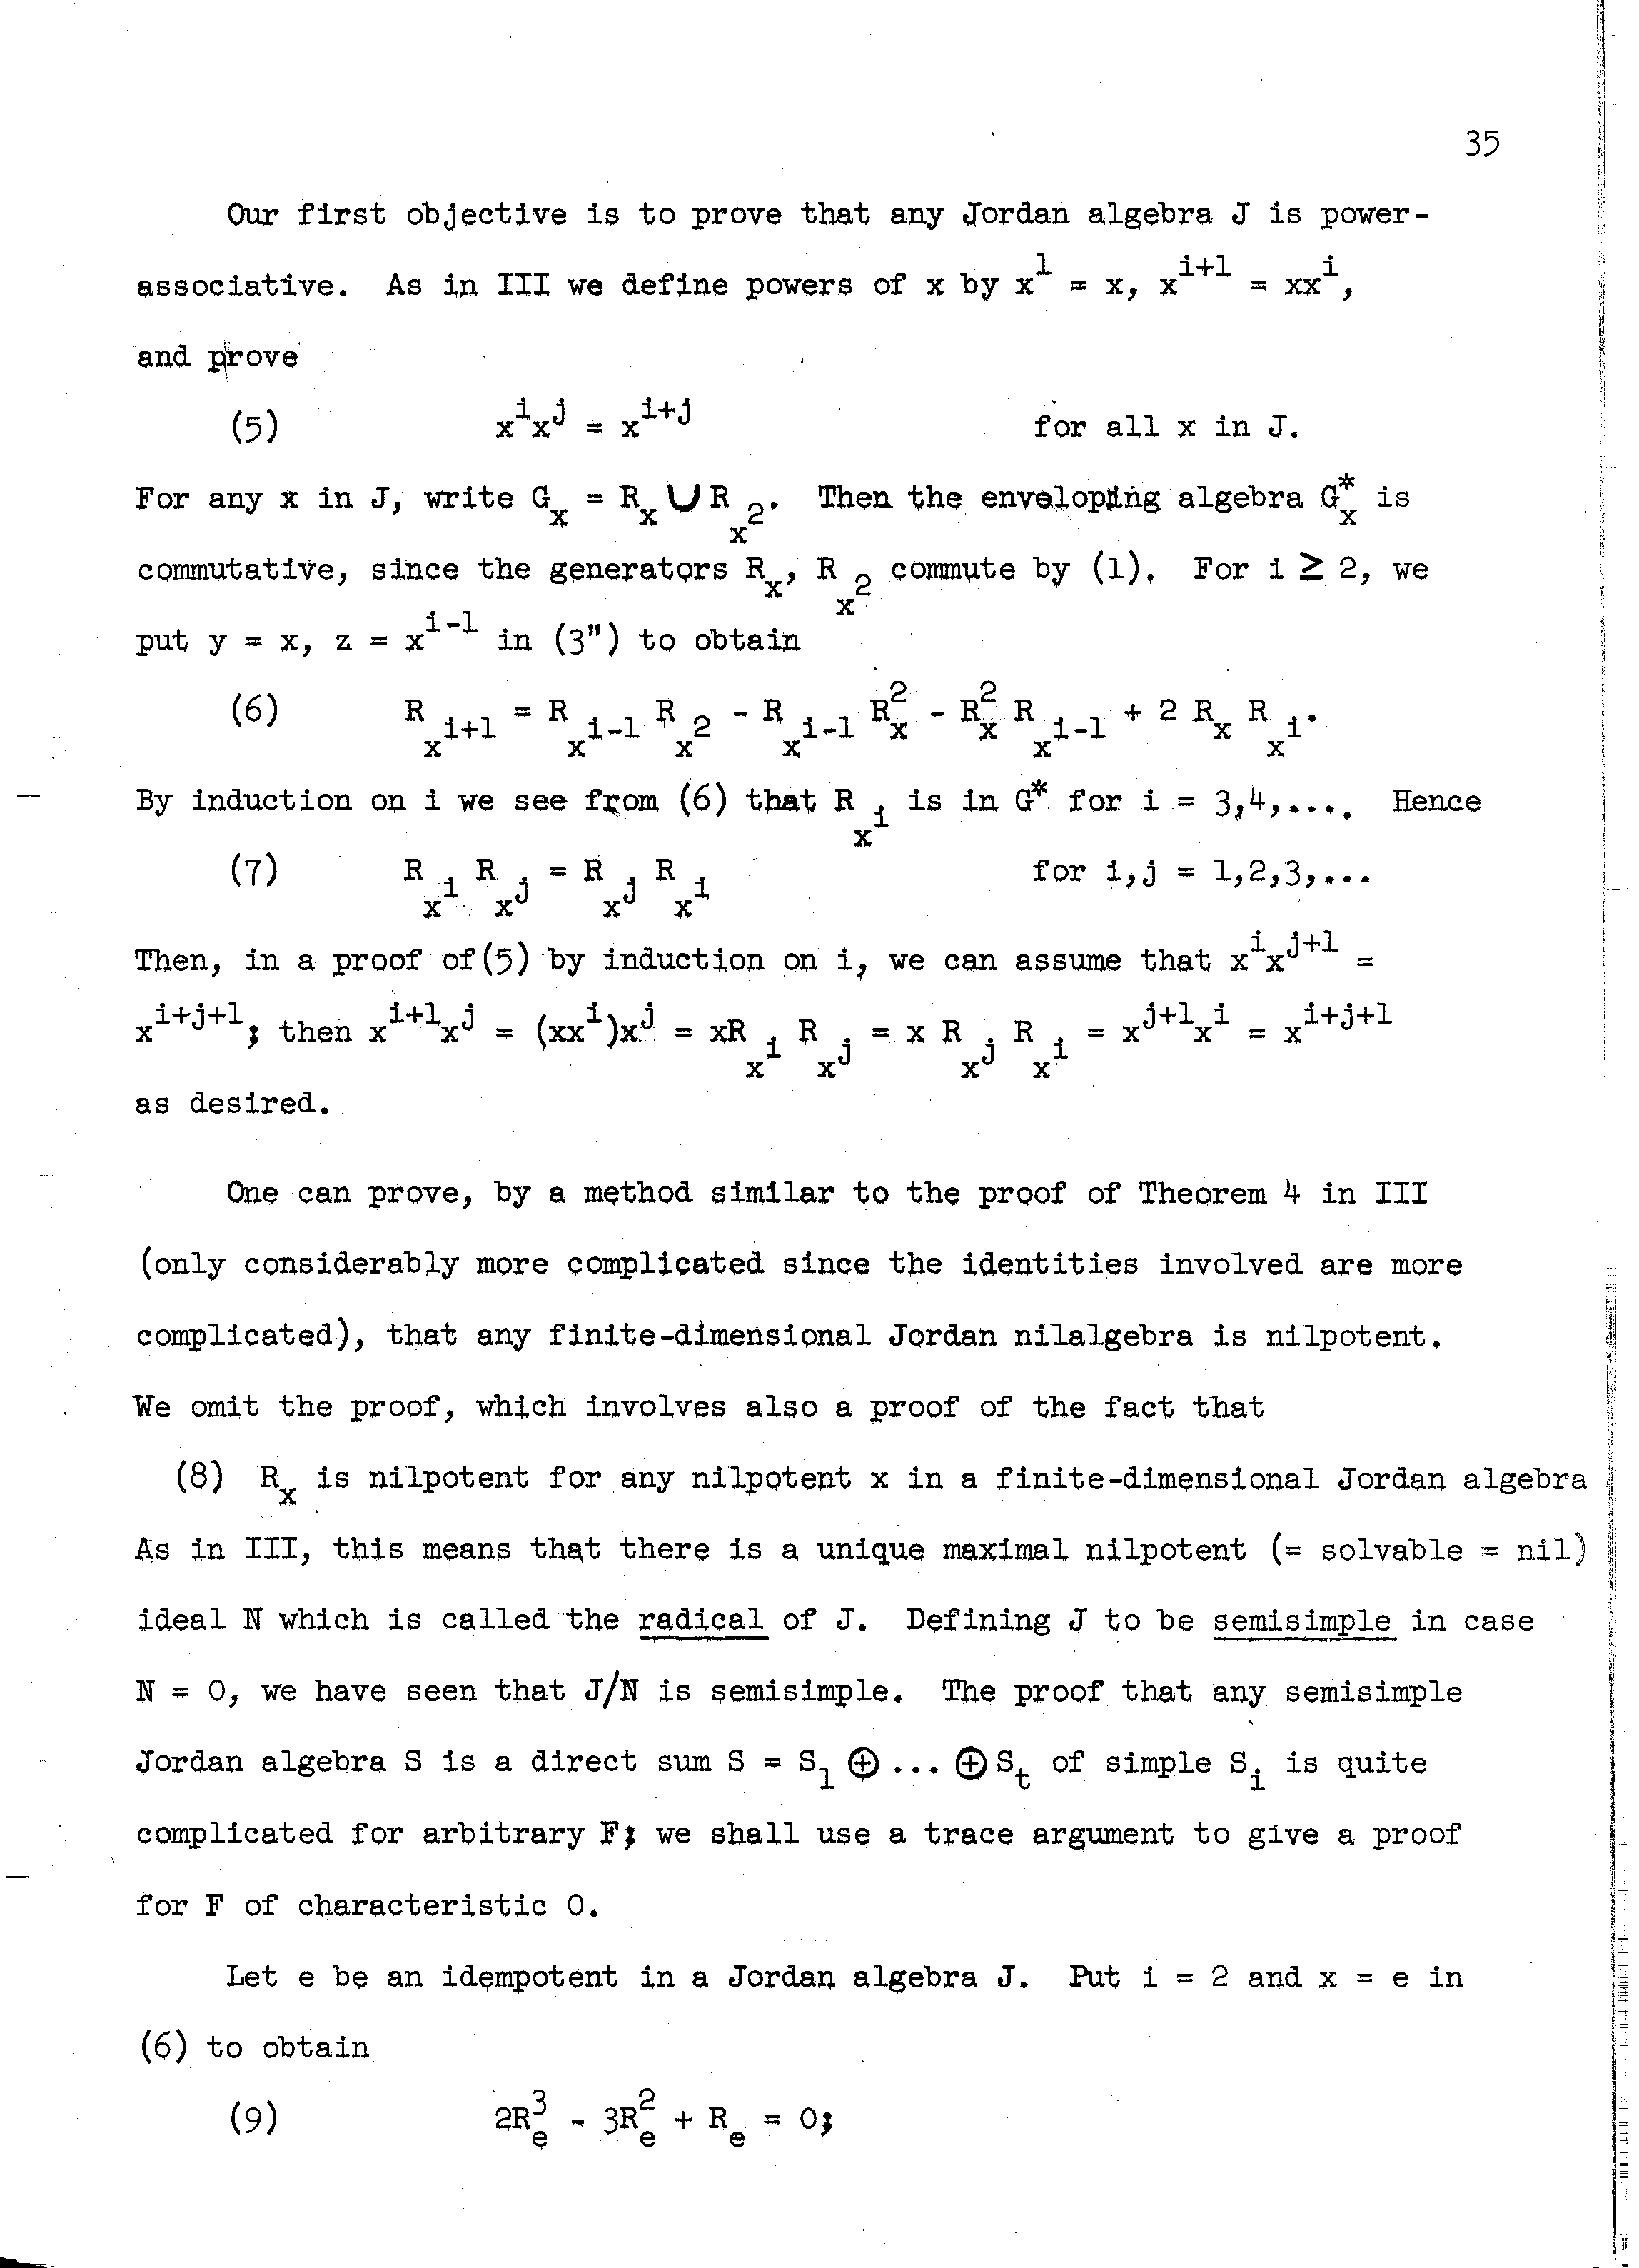 35
Our first objective is to prove that any Jordan algebra J is power-
associative. As in III we define powers of x by x^1 = x, x^{i+1} = xx^i,
and prove
(5) x^i x^j = x^{i+j} for all x in J.
For any x in J, write G_x = R_x ∪ R_{x^2}. Then the enveloping algebra G_x^* is
commutative, since the generators R_x, R_{x^2} commute by (1). For i ≥ 2, we
put y = x, z = x^{i-1} in (3") to obtain
(6) R_{x^{i+1}} = R_{x^{i-1}} R_{x^2} - R_{x^{i-1}} R_x^2 - R_x^2 R_{x^{i-1}} + 2 R_x R_{x^i}.
By induction on i we see from (6) that R_{x^i} is in G* for i = 3,4,.... Hence
(7) R_{x^i} R_{x^j} = R_{x^j} R_{x^i} for i,j = 1,2,3,...
Then, in a proof of (5) by induction on i, we can assume that x^i x^{j+1} =
x^{i+j+1}; then x^{i+1}x^j = (xx^i)x^j = xR_{x^i} R_{x^j} = x R_{x^j} R_{x^i} = x^{j+1}x^i = x^{i+j+1}
as desired.
One can prove, by a method similar to the proof of Theorem 4 in III
(only considerably more complicated since the identities involved are more
complicated), that any finite-dimensional Jordan nilalgebra is nilpotent.
We omit the proof, which involves also a proof of the fact that
(8) R_x is nilpotent for any nilpotent x in a finite-dimensional Jordan algebra
As in III, this means that there is a unique maximal nilpotent (= solvable = nil)
ideal N which is called the radical of J. Defining J to be semisimple in case
N = 0, we have seen that J/N is semisimple. The proof that any semisimple
Jordan algebra S is a direct sum S = S_1 ⊕ ... ⊕ S_t of simple S_i is quite
complicated for arbitrary F; we shall use a trace argument to give a proof
for F of characteristic 0.
Let e be an idempotent in a Jordan algebra J. Put i = 2 and x = e in
(6) to obtain
(9) 2R_e^3 - 3R_e^2 + R_e = 0;